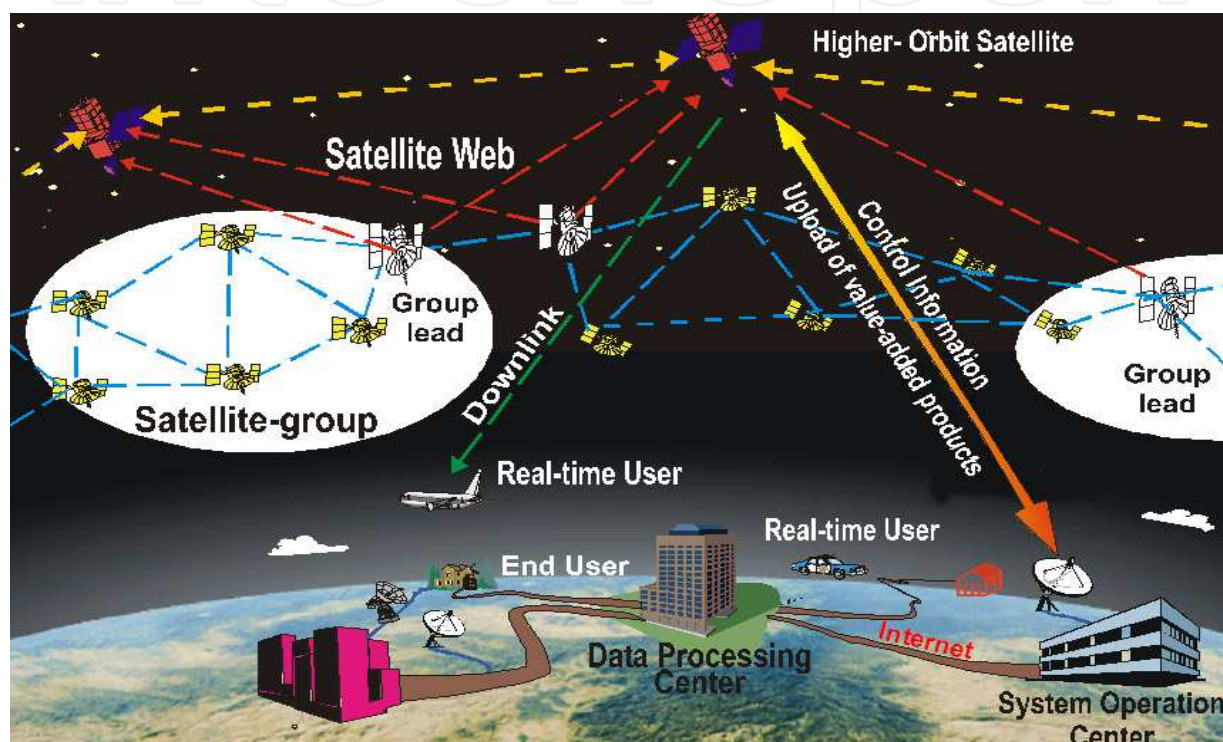 Higher- Orbit Satellite
Satellite Web
Group
lead
Satellite-group
Downlink
Control Information
Upload of value-added products
Group
lead
Real-time User
Real-time User
End User
Internet
Data Processing
Center
System Operation
Center